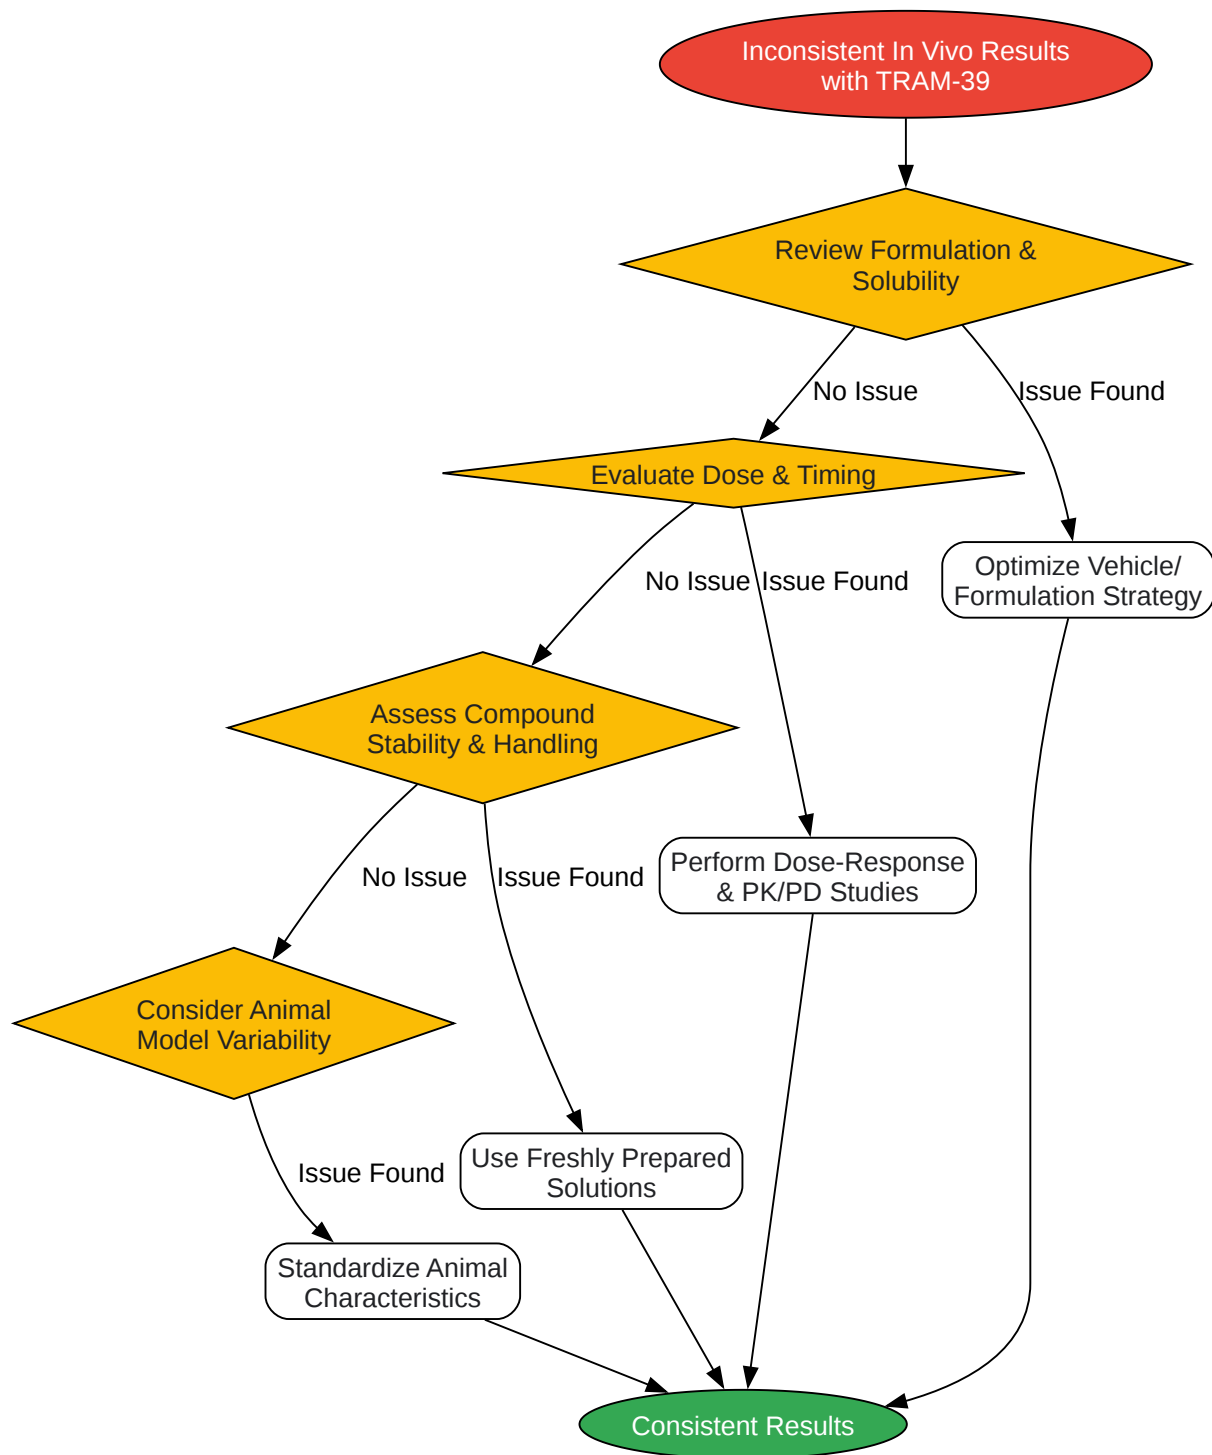 Inconsistent In Vivo Results
with TRAM-39
Review Formulation &
Solubility
No Issue
Issue Found
Evaluate Dose & Timing
No Issue
Issue Found
Optimize Vehicle/
Formulation Strategy
Assess Compound
Stability & Handling
No Issue
Issue Found
Perform Dose-Response
& PK/PD Studies
Consider Animal
Model Variability
Issue Found
Use Freshly Prepared
Solutions
Standardize Animal
Characteristics
Consistent Results